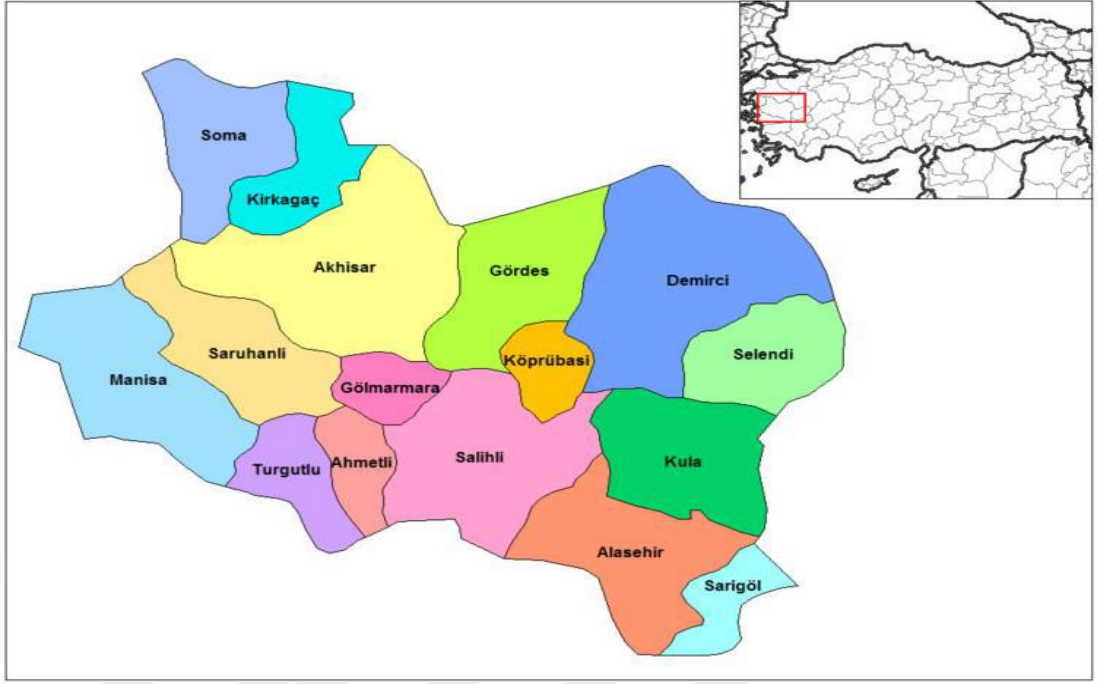 Soma
Kirkagaç
Akhisar
Gördes
Demirci
Saruhanli
Köprübasi
Selendi
Manisa
Gölmarmara
Turgutlu
Ahmetli
Salihli
Kula
Alasehir
Sarigöl